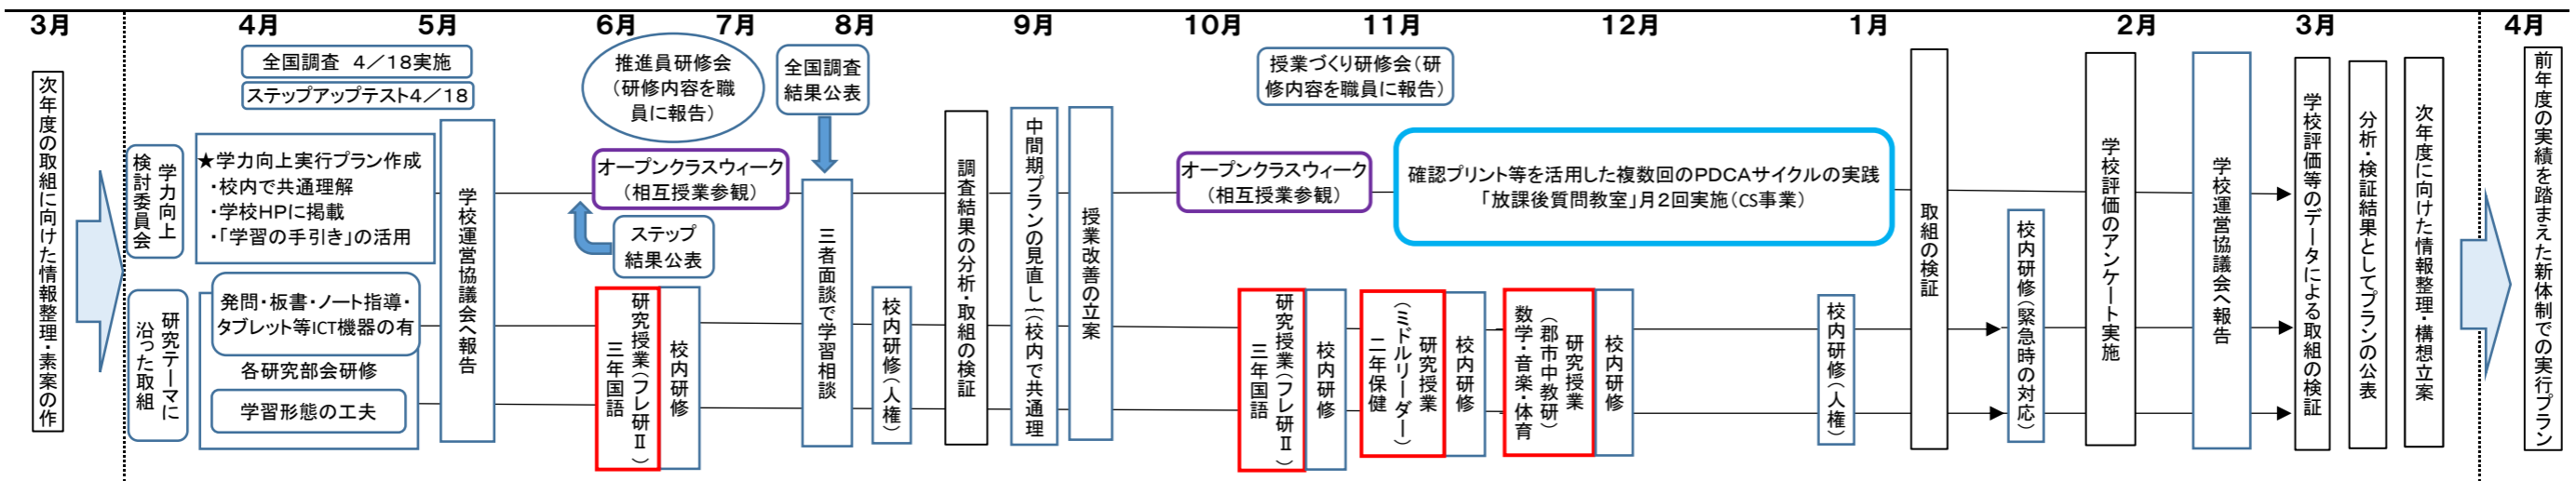 3月
4月
5月
6月
7月
8月
9月
10月
11月
12月
1月
2月
3月
4月
次年度の取組に向けた情報整理・素案の作
全国調査 4／18実施
ステップアップテスト4／18
学力向上
検討委員会
★学力向上実行プラン作成
・校内で共通理解
・学校HPに掲載
・「学習の手引き」の活用
研究テーマに
沿った取組
発問・板書・ノート指導・
タブレット等ICT機器の有
各研究部会研修
学習形態の工夫
学校運営協議会へ報告
推進員研修会
(研修内容を職
員に報告)
オープンクラスウィーク
(相互授業参観)
ステップ
結果公表
研究授業(フレ研Ⅱ)
三年国語
校内研修
全国調査
結果公表
三者面談で学習相談
校内研修(人権)
調査結果の分析・取組の検証
中間期プランの見直し(校内で共通理
授業改善の立案
授業づくり研修会(研
修内容を職員に報告)
オープンクラスウィーク
(相互授業参観)
確認プリント等を活用した複数回のPDCAサイクルの実践
「放課後質問教室」月2回実施(CS事業)
研究授業(フレ研Ⅱ)
三年国語
校内研修
研究授業
(ミドルリーダー)
二年保健
校内研修
研究授業
(郡市中教研)
数学・音楽・体育
校内研修
校内研修(人権)
取組の検証
校内研修(緊急時の対応)
学校評価のアンケート実施
学校運営協議会へ報告
学校評価等のデータによる取組の検証
分析・検証結果としてプランの公表
次年度に向けた情報整理・構想立案
前年度の実績を踏まえた新体制での実行プラン